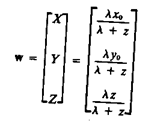 w = [X Y Z] = [λx₀/(λ + z) λy₀/(λ + z) λz/(λ + z)]